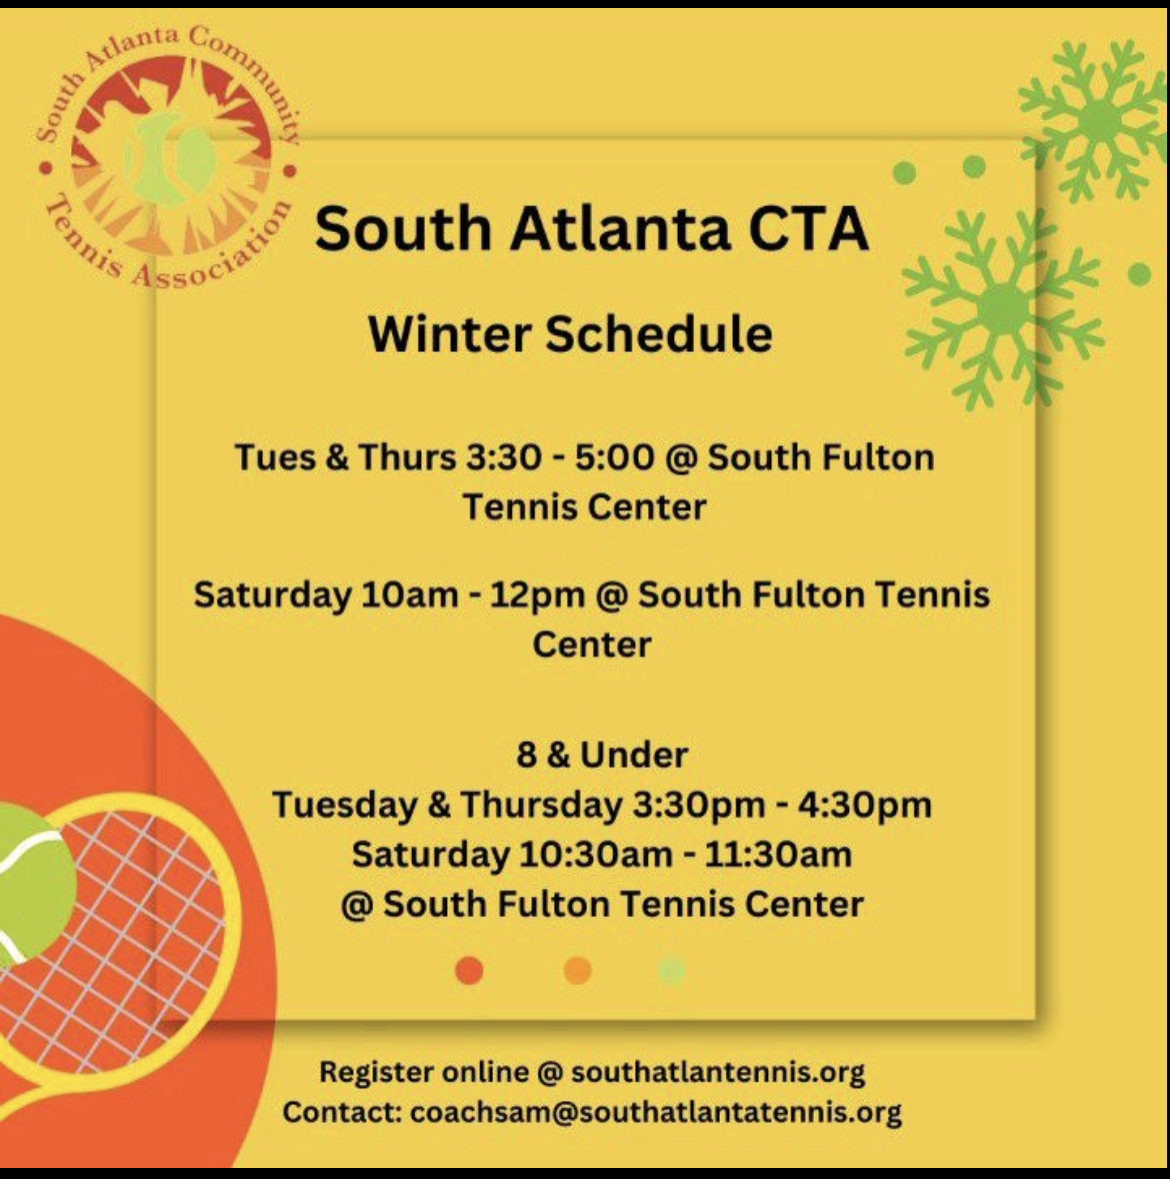 South Atlanta Community
Tennis Association
South Atlanta CTA
Winter Schedule
Tues & Thurs 3:30 - 5:00 @ South Fulton
Tennis Center
Saturday 10am - 12pm @ South Fulton Tennis
Center
8 & Under
Tuesday & Thursday 3:30pm - 4:30pm
Saturday 10:30am - 11:30am
@ South Fulton Tennis Center
Register online @ southatlantennis.org
Contact: coachsam@southatlantatennis.org